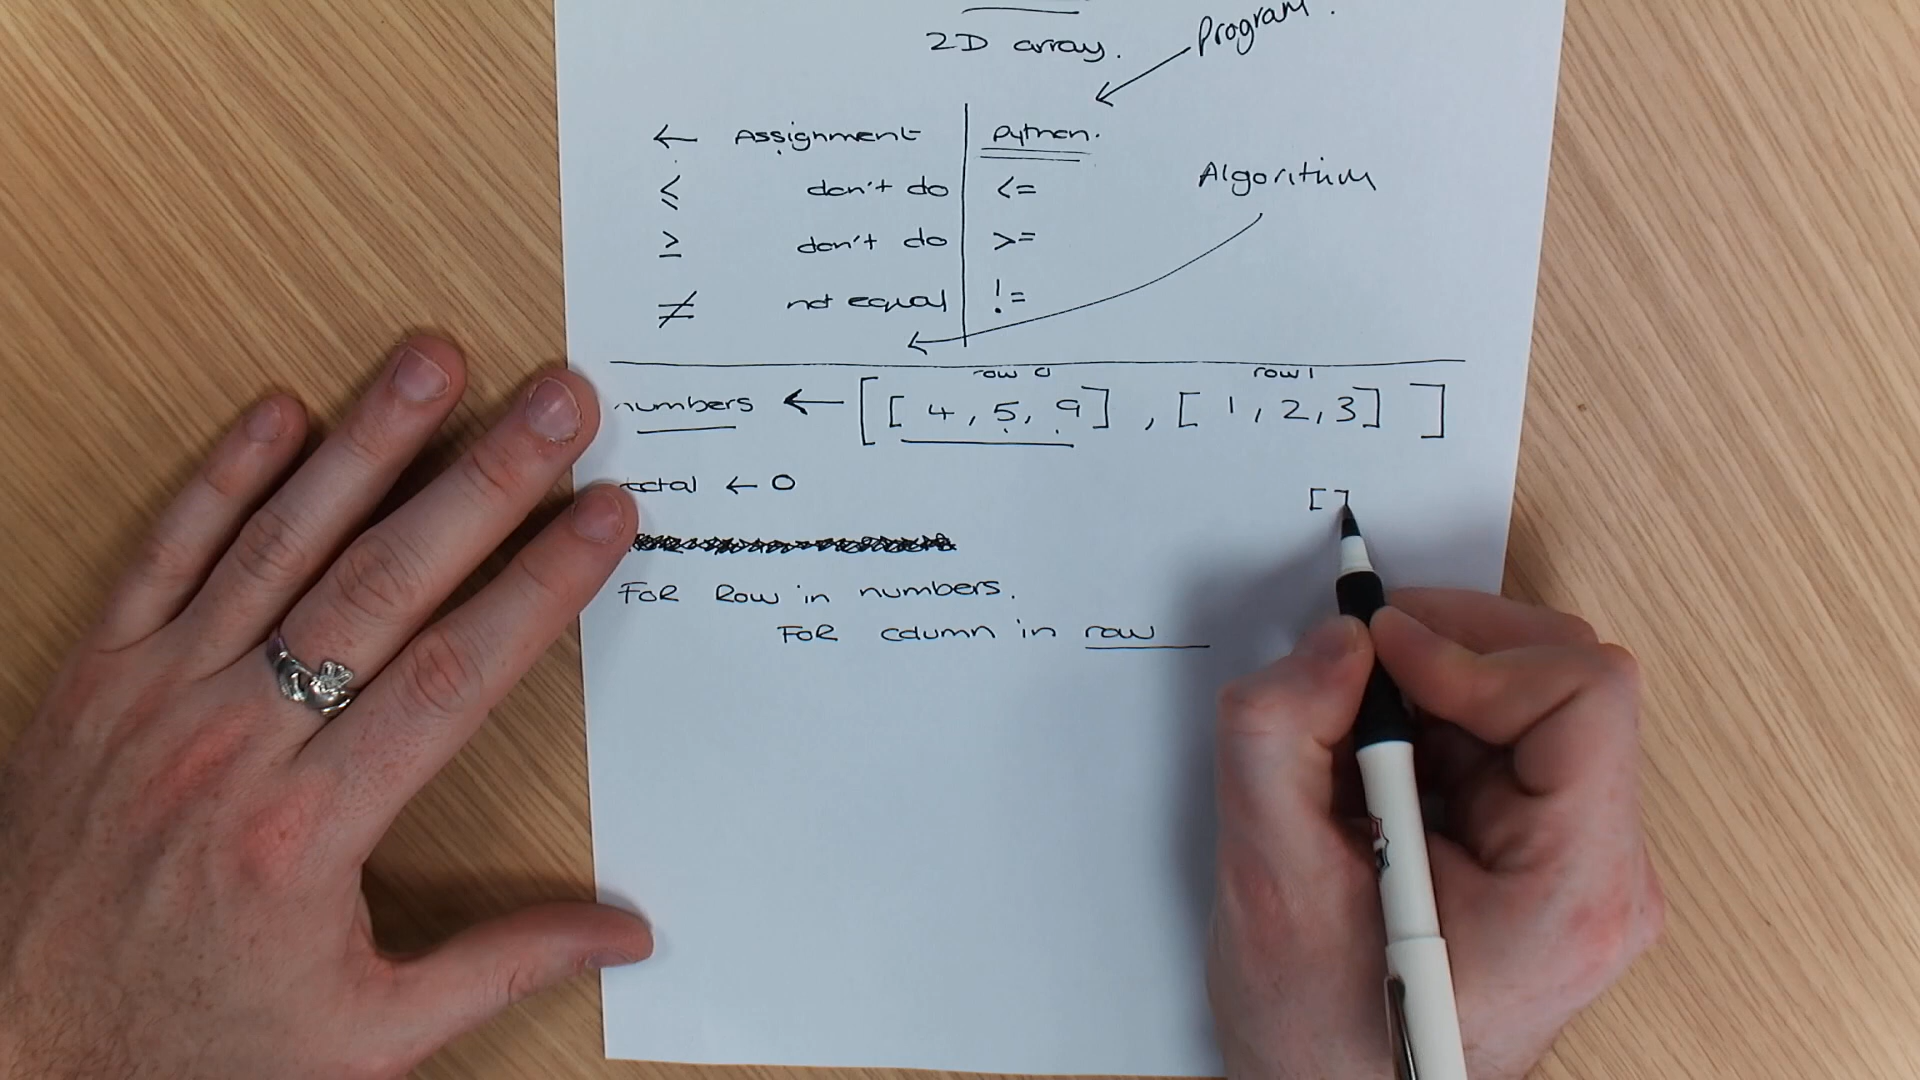 2D array.
Program.
← Assignment Python.
≤ don't do <=
Algorithm
≥ don't do >=
≠ not equal !=
row 0 row 1
numbers ← [[4, 5, 9], [1, 2, 3]]
total ← 0
[]
FOR Row in numbers.
FOR column in row